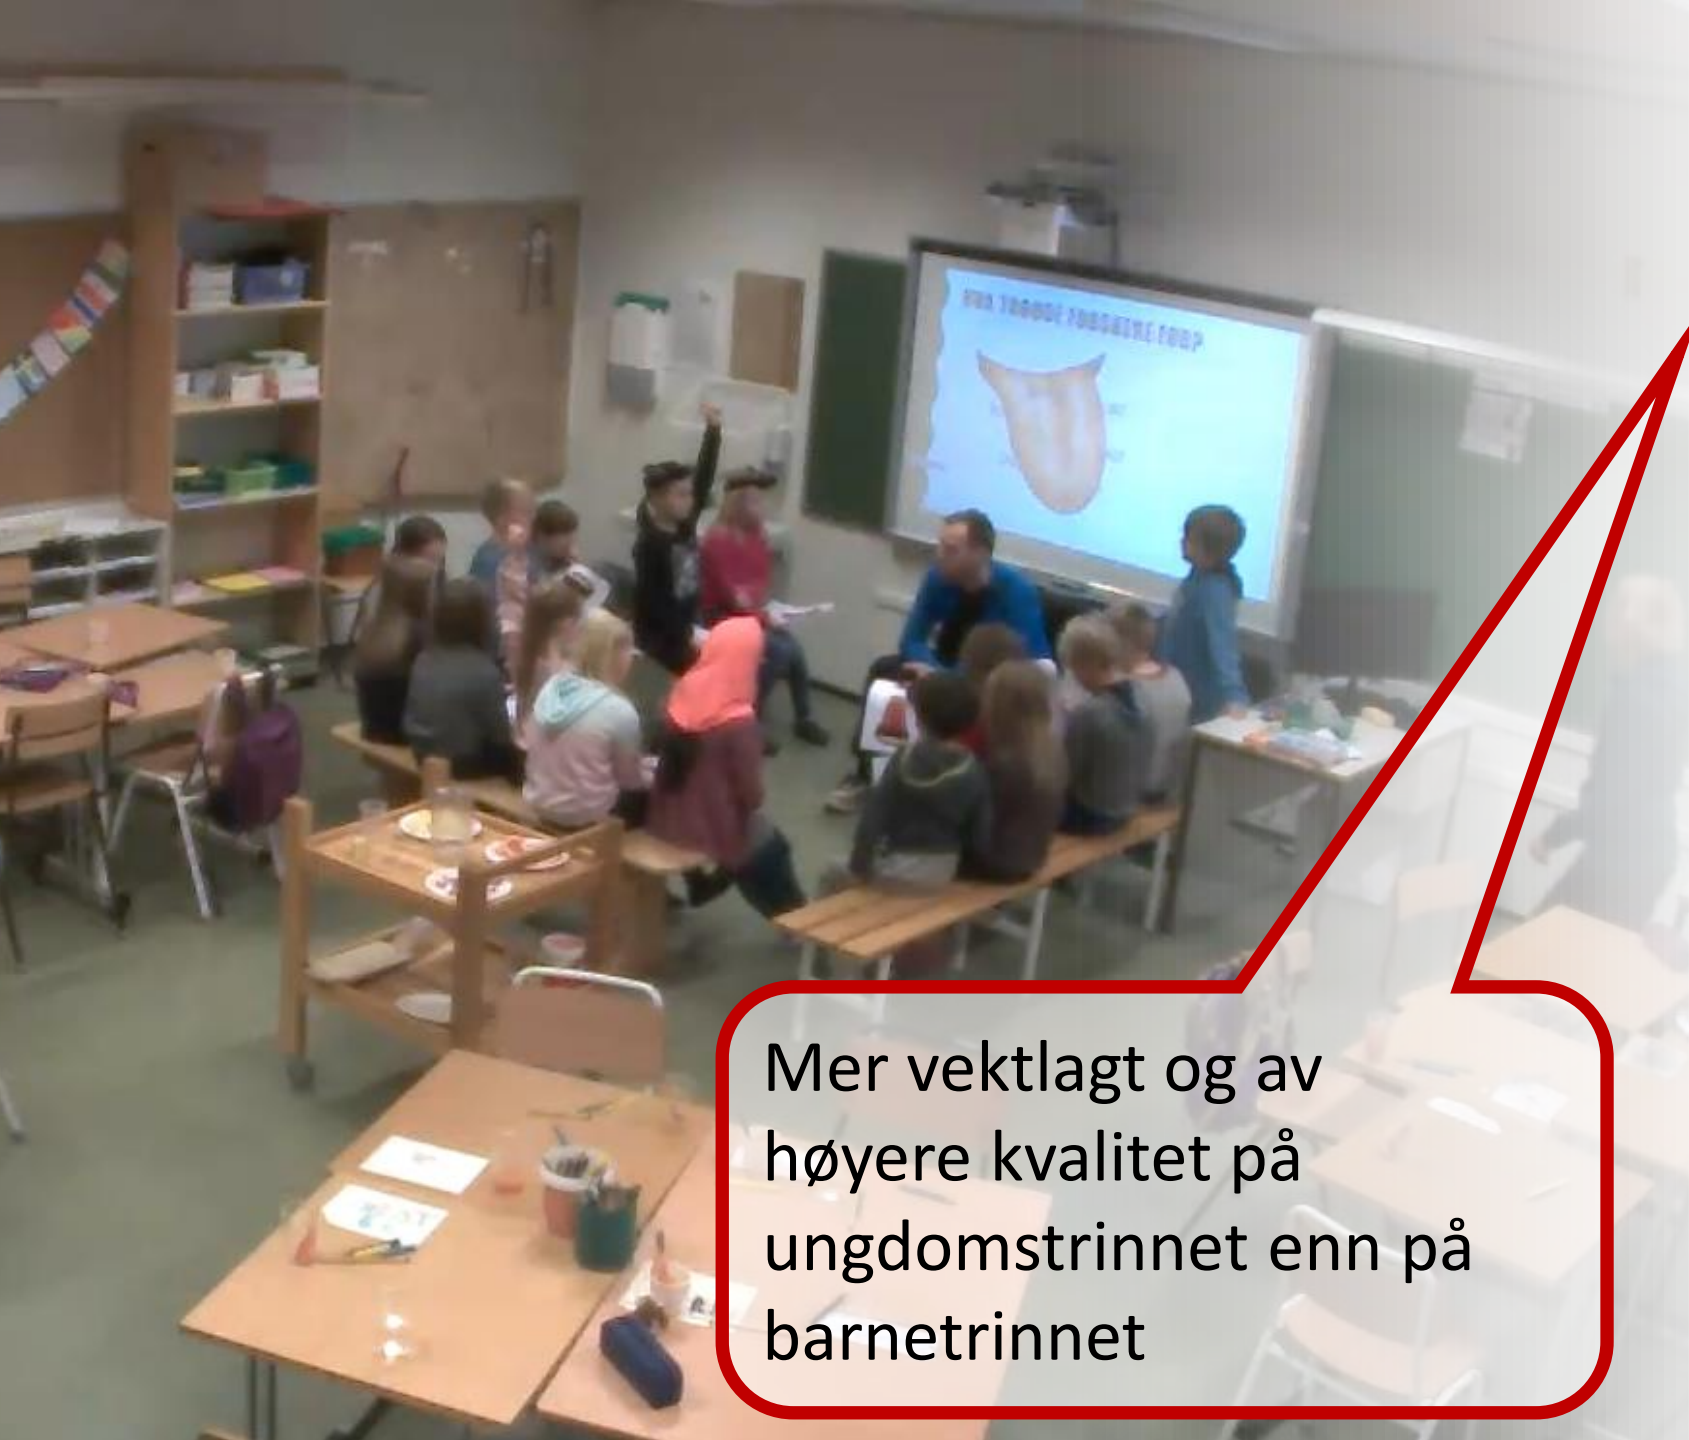 Mer vektlagt og av
høyere kvalitet på
ungdomstrinnet enn på
barnetrinnet